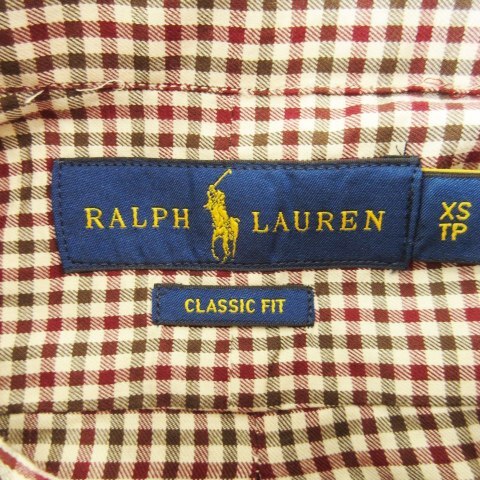 RALPH LAUREN
XS
TP
CLASSIC FIT